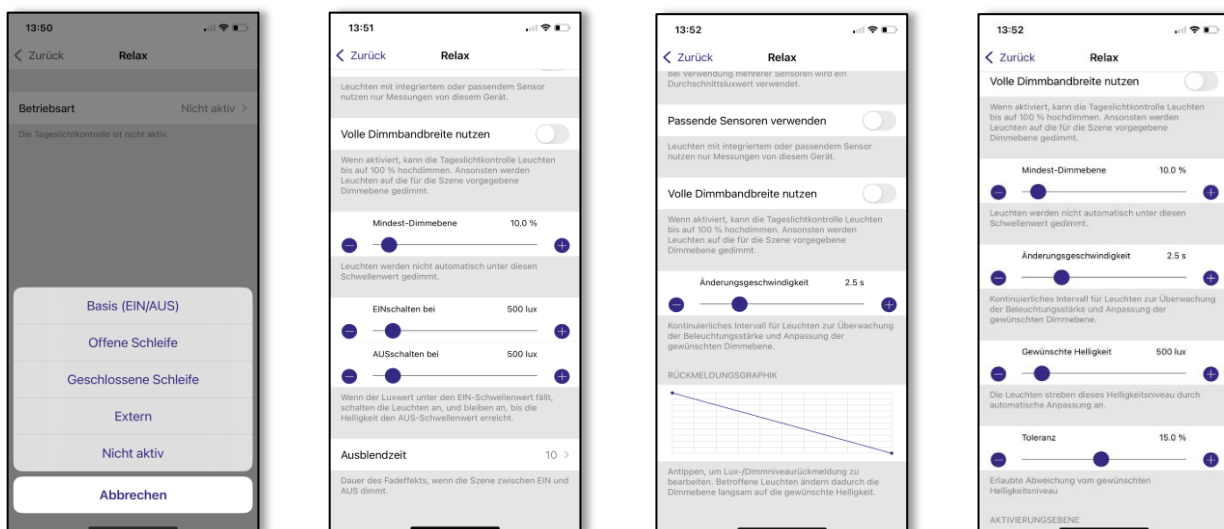 13:50
Zurück Relax
Betriebsart Nicht aktiv
Die Tageslichtkontrolle ist nicht aktiv.
Basis (EIN/AUS)
Offene Schleife
Geschlossene Schleife
Extern
Nicht aktiv
Abbrechen
13:51
Zurück Relax
Leuchten mit integriertem oder passendem Sensor
nutzen nur Messungen von diesem Gerät.
Volle Dimmbandbreite nutzen
Wenn aktiviert, kann die Tageslichtkontrolle Leuchten
bis auf 100 % hochdimmen. Ansonsten werden
Leuchten auf die für die Szene vorgegebene
Dimmebene gedimmt.
Mindest-Dimmebene 10.0 %
Leuchten werden nicht automatisch unter diesen
Schwellenwert gedimmt.
EINschalten bei 500 lux
AUSschalten bei 500 lux
Wenn der Luxwert unter den EIN-Schwellenwert fällt,
schalten die Leuchten an, und bleiben an, bis die
Helligkeit den AUS-Schwellenwert erreicht.
Ausblendzeit 10
Dauer des Fadeffekts, wenn die Szene zwischen EIN und
AUS dimmt.
13:52
Zurück Relax
Bei Verwendung mehrerer Sensoren wird ein
Durchschnittsluxwert verwendet.
Passende Sensoren verwenden
Leuchten mit integriertem oder passendem Sensor
nutzen nur Messungen von diesem Gerät.
Volle Dimmbandbreite nutzen
Wenn aktiviert, kann die Tageslichtkontrolle Leuchten
bis auf 100 % hochdimmen. Ansonsten werden
Leuchten auf die für die Szene vorgegebene
Dimmebene gedimmt.
Änderungsgeschwindigkeit 2.5 s
Kontinuierliches Intervall für Leuchten zur Überwachung
der Beleuchtungsstärke und Anpassung der
gewünschten Dimmebene.
RÜCKMELDUNGSGRAPHIK
Antippen, um Lux-/Dimmniveaurückmeldung zu
bearbeiten. Betroffene Leuchten ändern dadurch die
Dimmebene langsam auf die gewünschte Helligkeit.
13:52
Zurück Relax
Volle Dimmbandbreite nutzen
Wenn aktiviert, kann die Tageslichtkontrolle Leuchten
bis auf 100 % hochdimmen. Ansonsten werden
Leuchten auf die für die Szene vorgegebene
Dimmebene gedimmt.
Mindest-Dimmebene 10.0 %
Leuchten werden nicht automatisch unter diesen
Schwellenwert gedimmt.
Änderungsgeschwindigkeit 2.5 s
Kontinuierliches Intervall für Leuchten zur Überwachung
der Beleuchtungsstärke und Anpassung der
gewünschten Dimmebene.
Gewünschte Helligkeit 500 lux
Die Leuchten streben dieses Helligkeitsniveau durch
automatische Anpassung an.
Toleranz 15.0 %
Erlaubte Abweichung vom gewünschten
Helligkeitsniveau
AKTIVIERUNGSEBENE